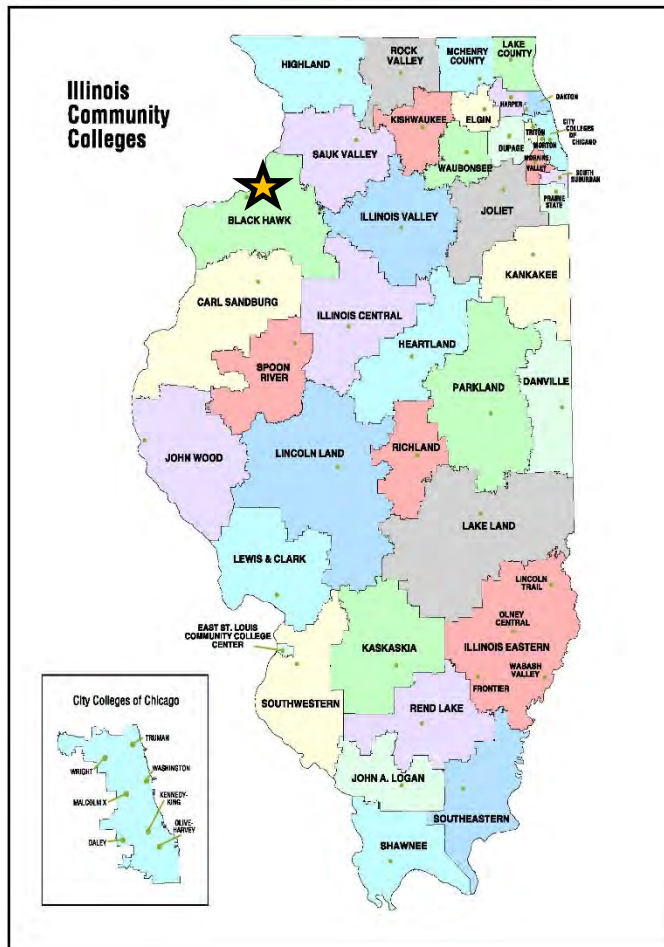 Illinois
Community
Colleges
HIGHLAND
ROCK
VALLEY
MCHENRY
COUNTY
LAKE
COUNTY
KISHWAUKEE
ELGIN
HARPER
OAKTON
SAUK VALLEY
WAUBONSEE
DUPAGE
TRITON
MORTON
CITY
COLLEGES
OF
CHICAGO
MORAINE
VALLEY
SOUTH
SUBURBAN
PRAIRIE
STATE
BLACK HAWK
ILLINOIS VALLEY
JOLIET
KANKAKEE
CARL SANDBURG
ILLINOIS CENTRAL
HEARTLAND
SPOON
RIVER
PARKLAND
DANVILLE
JOHN WOOD
LINCOLN LAND
RICHLAND
LAKE LAND
LEWIS & CLARK
LINCOLN
TRAIL
OLNEY
CENTRAL
EAST ST. LOUIS
COMMUNITY COLLEGE
CENTER
KASKASKIA
ILLINOIS EASTERN
WABASH
VALLEY
FRONTIER
SOUTHWESTERN
REND LAKE
JOHN A. LOGAN
SOUTHEASTERN
SHAWNEE
City Colleges of Chicago
TRUMAN
WRIGHT
WASHINGTON
MALCOLM X
KENNEDY-
KING
OLIVE-
HARVEY
DALEY